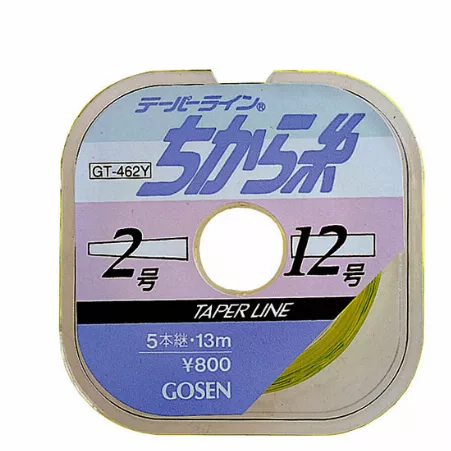 テーパーライン®
ちから糸
GT-462Y
2号 12号
TAPER LINE
5本継・13m
¥800
GOSEN